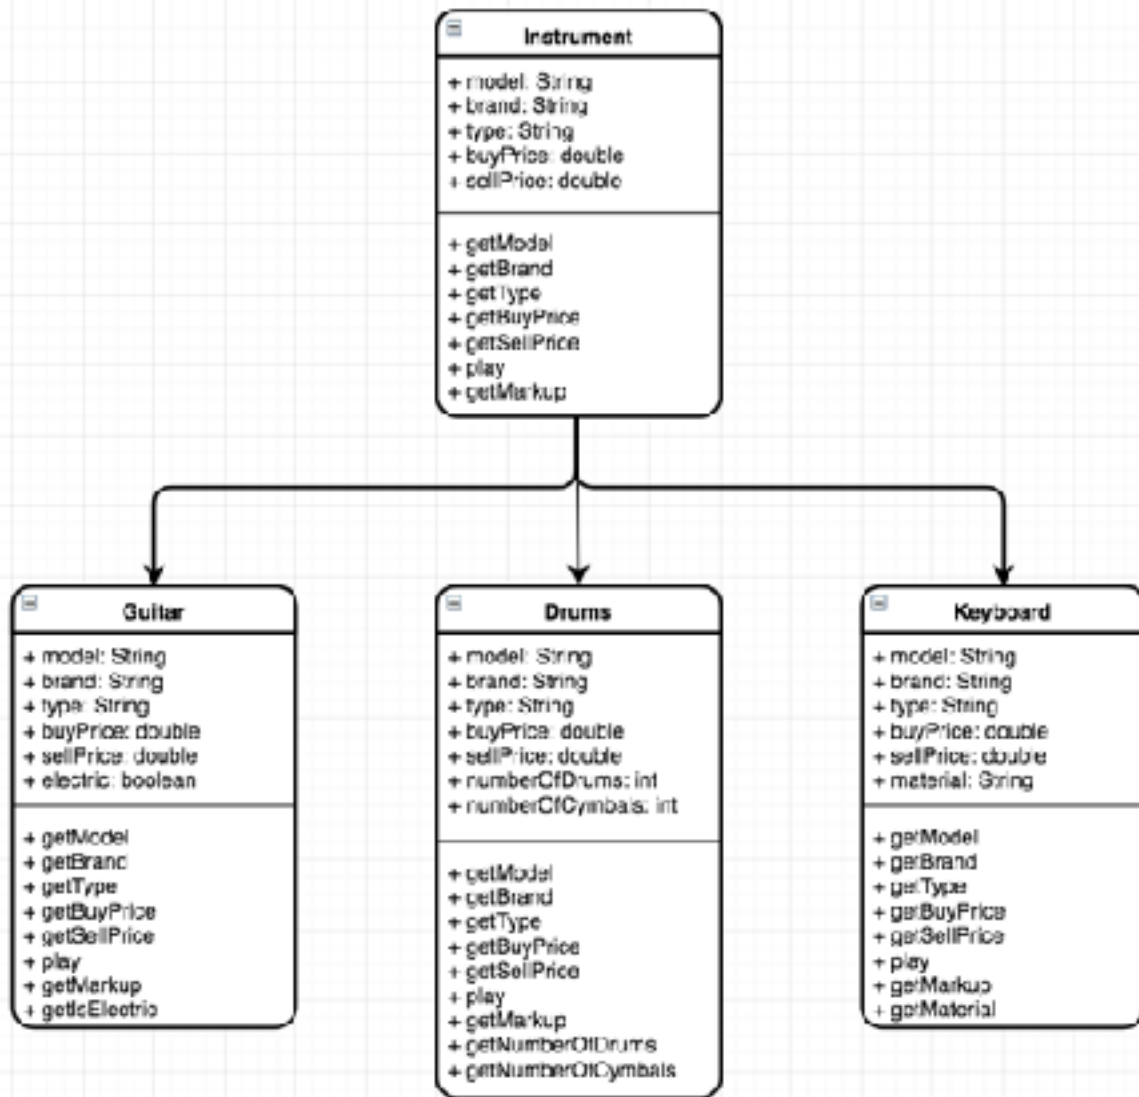 Instrument
+ model: String
+ brand: String
+ type: String
+ buyPrice: double
+ sellPrice: double
+ getModel
+ getBrand
+ getType
+ getBuyPrice
+ getSellPrice
+ play
+ getMarkup
Guitar
+ model: String
+ brand: String
+ type: String
+ buyPrice: double
+ sellPrice: double
+ electric: boolean
+ getModel
+ getBrand
+ getType
+ getBuyPrice
+ getSellPrice
+ play
+ getMarkup
+ getIsElectric
Drums
+ model: String
+ brand: String
+ type: String
+ buyPrice: double
+ sellPrice: double
+ numberOfDrums: int
+ numberOfCymbals: int
+ getModel
+ getBrand
+ getType
+ getBuyPrice
+ getSellPrice
+ play
+ getMarkup
+ getNumberOfDrums
+ getNumberOfCymbals
Keyboard
+ model: String
+ brand: String
+ type: String
+ buyPrice: double
+ sellPrice: double
+ material: String
+ getModel
+ getBrand
+ getType
+ getBuyPrice
+ getSellPrice
+ play
+ getMarkup
+ getMaterial